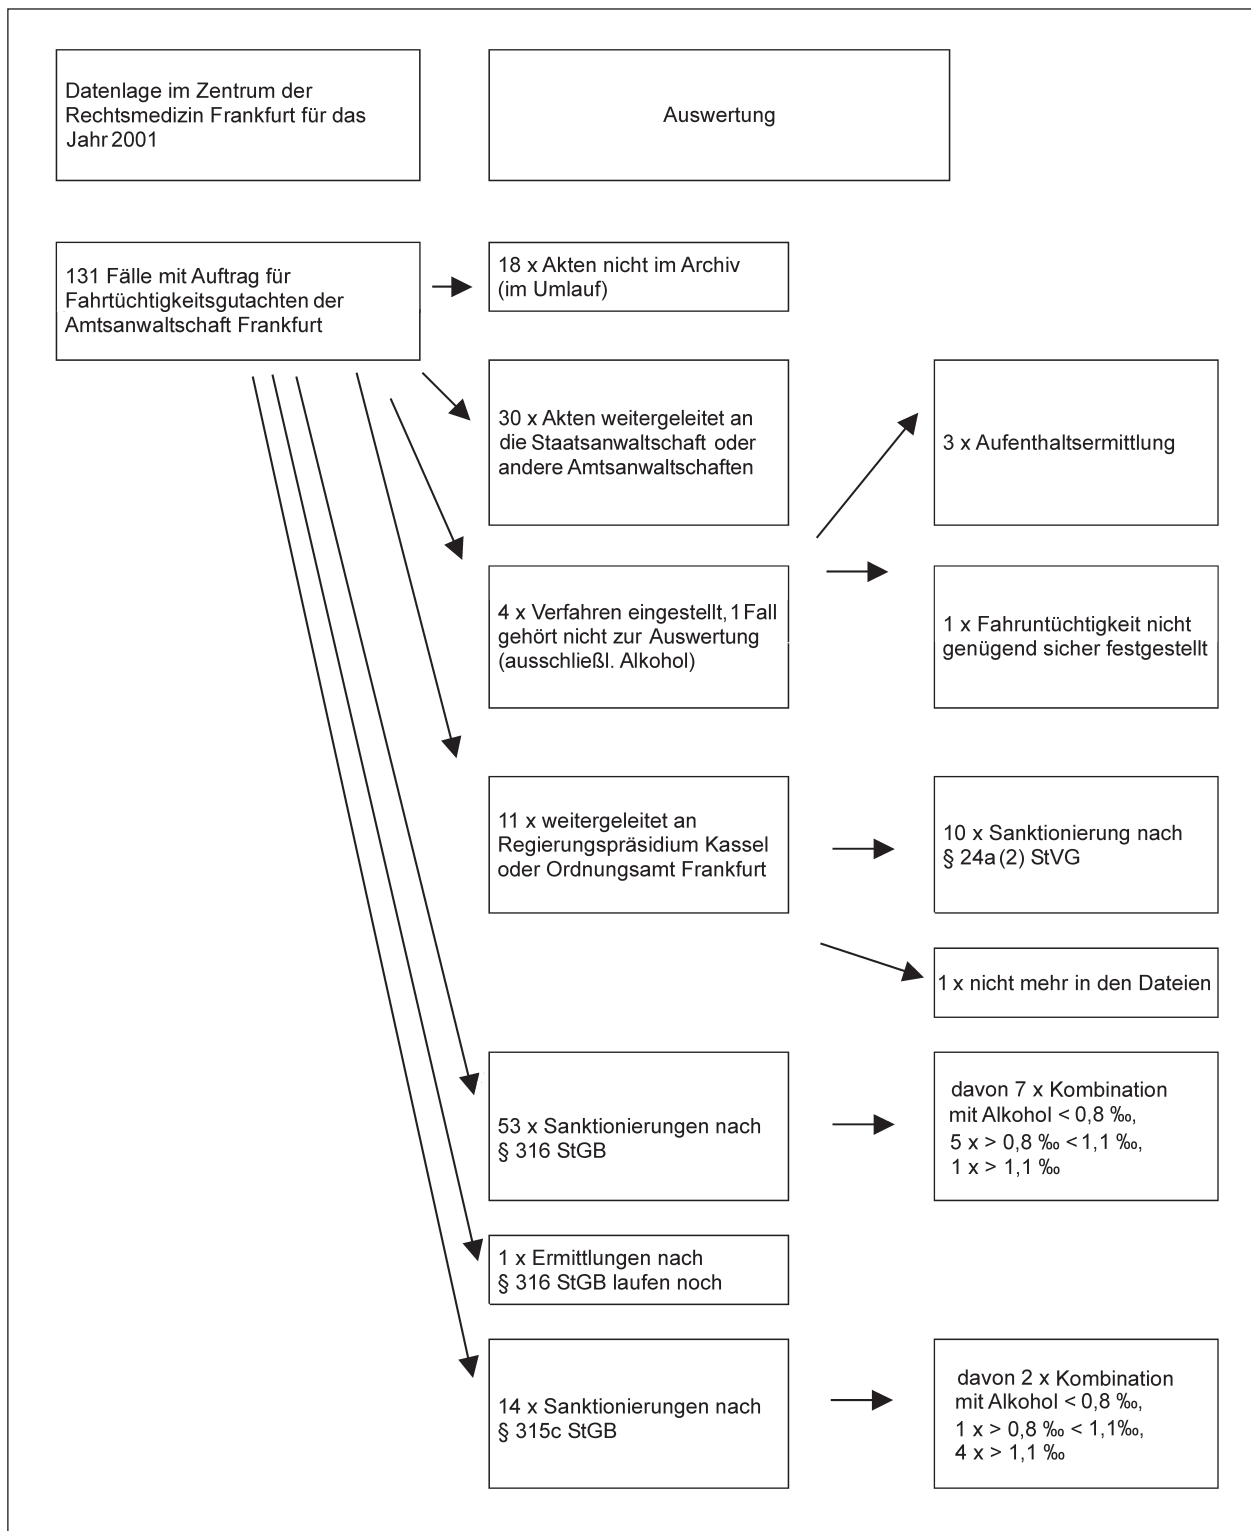 Datenlage im Zentrum der
Rechtsmedizin Frankfurt für das
Jahr 2001
Auswertung
131 Fälle mit Auftrag für
Fahrtüchtigkeitsgutachten der
Amtsanwaltschaft Frankfurt
18 x Akten nicht im Archiv
(im Umlauf)
30 x Akten weitergeleitet an
die Staatsanwaltschaft oder
andere Amtsanwaltschaften
3 x Aufenthaltsermittlung
4 x Verfahren eingestellt, 1 Fall
gehört nicht zur Auswertung
(ausschließl. Alkohol)
1 x Fahruntüchtigkeit nicht
genügend sicher festgestellt
11 x weitergeleitet an
Regierungspräsidium Kassel
oder Ordnungsamt Frankfurt
10 x Sanktionierung nach
§ 24a (2) StVG
1 x nicht mehr in den Dateien
53 x Sanktionierungen nach
§ 316 StGB
davon 7 x Kombination
mit Alkohol < 0,8 ‰,
5 x > 0,8 ‰ < 1,1 ‰,
1 x > 1,1 ‰
1 x Ermittlungen nach
§ 316 StGB laufen noch
14 x Sanktionierungen nach
§ 315c StGB
davon 2 x Kombination
mit Alkohol < 0,8 ‰,
1 x > 0,8 ‰ < 1,1‰,
4 x > 1,1 ‰